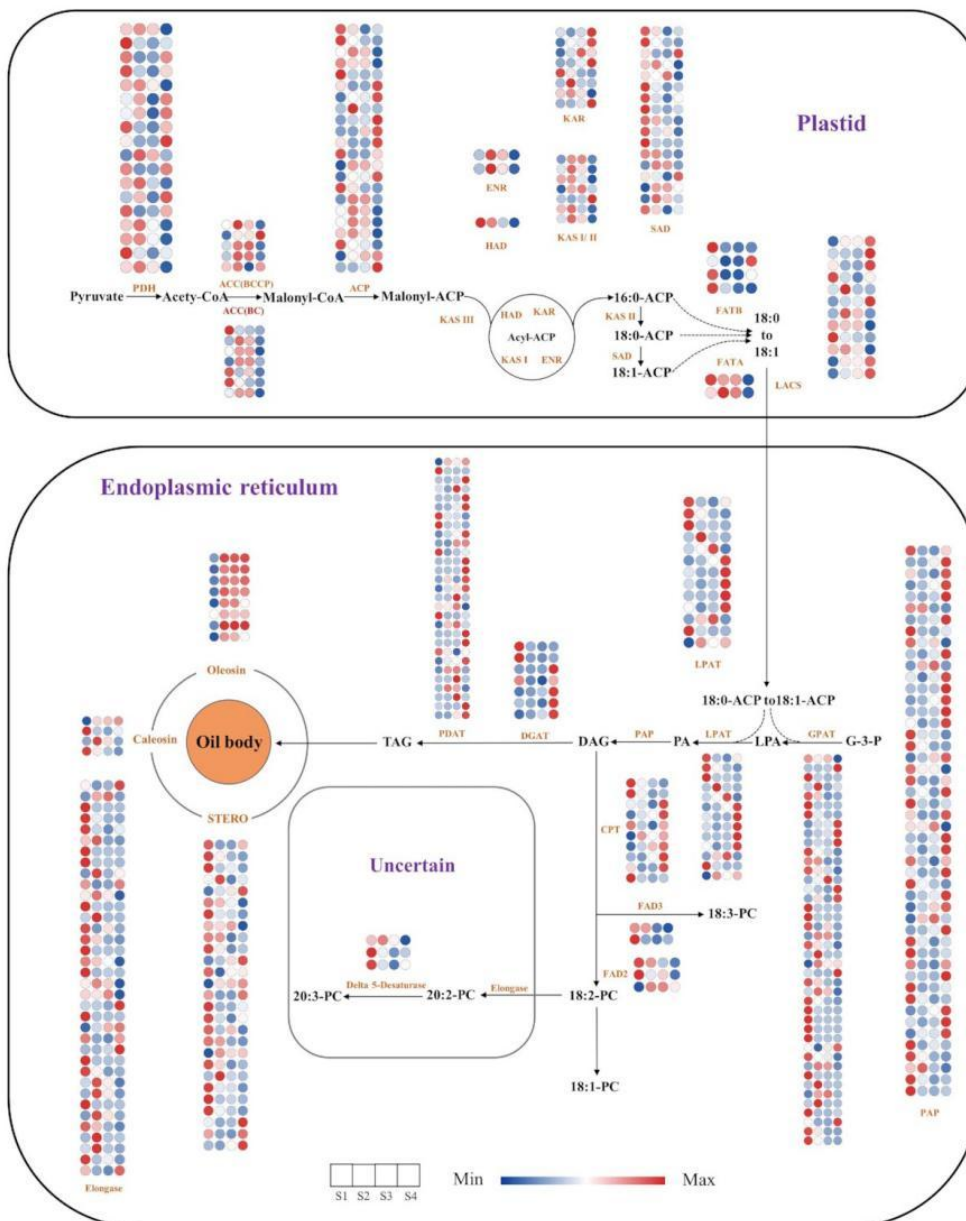 KAR
Plastid
ENR
HAD
KAS I/ II
SAD
ACC(BCCP)
FATB
PDH
ACP
Pyruvate
Acety-CoA
Malonyl-CoA
Malonyl-ACP
16:0-ACP
ACC(BC)
KAS III
HAD
KAR
KAS II
18:0
Acyl-ACP
18:0-ACP
to
KAS I
ENR
SAD
18:1
18:1-ACP
FATA
LACS
Endoplasmic reticulum
LPAT
Oleosin
18:0-ACP to18:1-ACP
Caleosin
Oil body
TAG
PDAT
DGAT
DAG
PAP
PA
LPAT
LPA
GPAT
G-3-P
STERO
CPT
Uncertain
FAD3
18:3-PC
FAD2
Delta 5-Desaturase
Elongase
20:3-PC
20:2-PC
18:2-PC
18:1-PC
PAP
Elongase
Min
Max
S1 S2 S3 S4